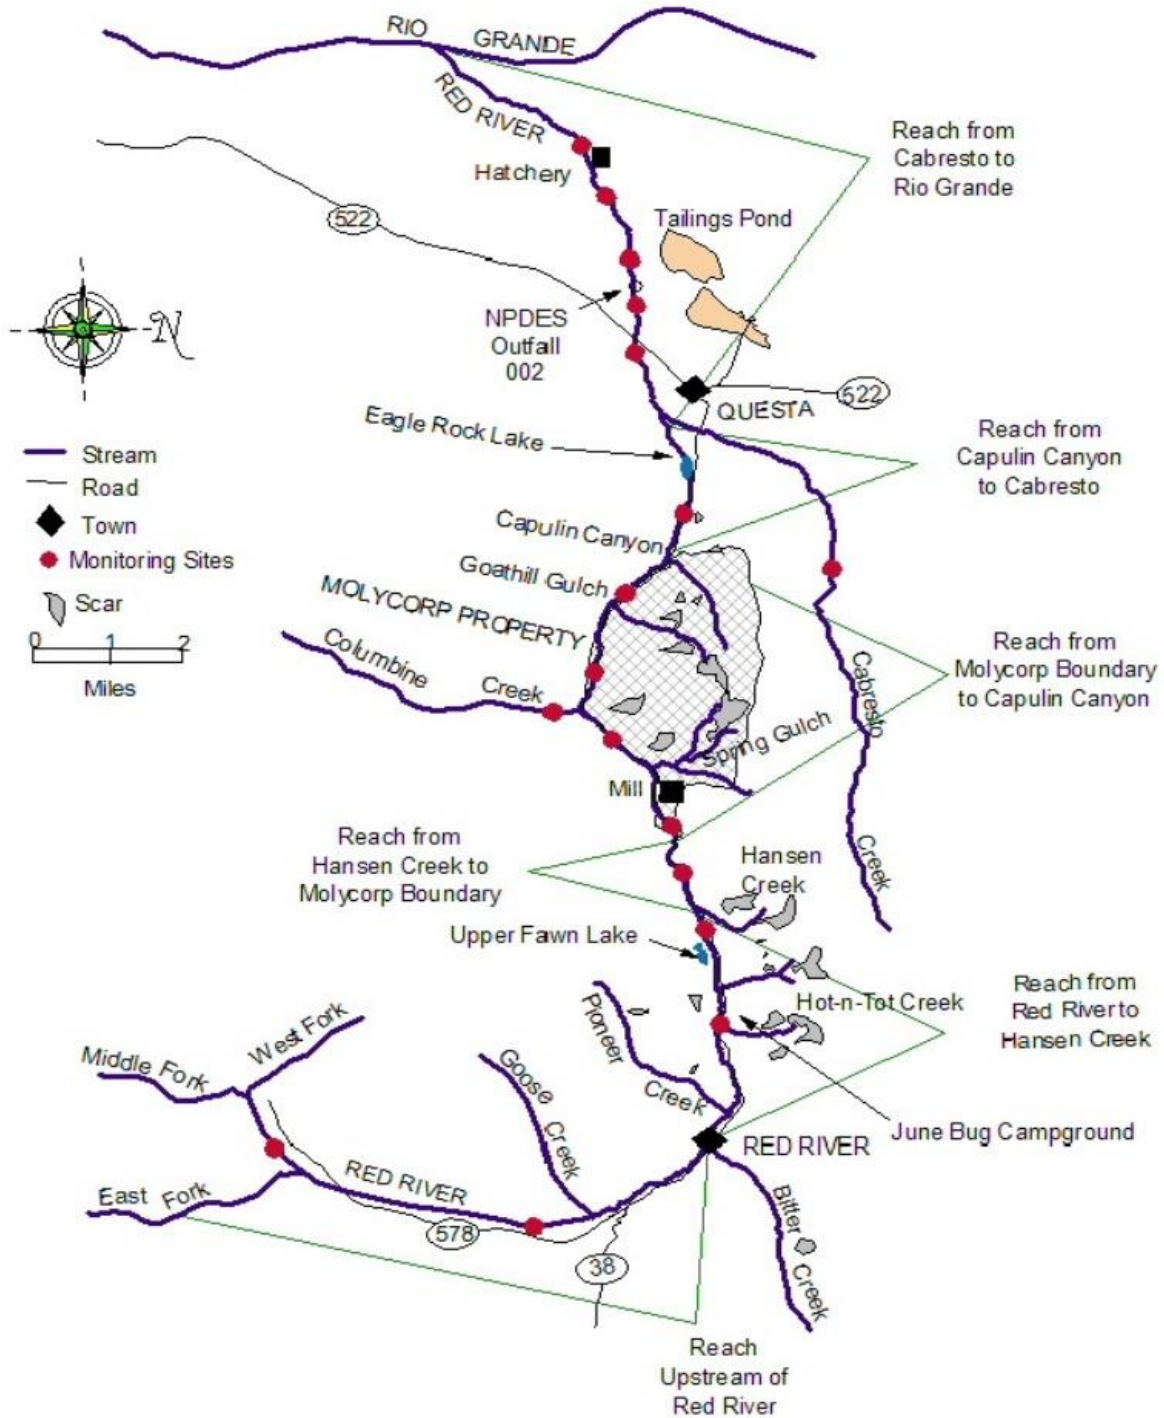 RIO GRANDE
RED RIVER
Reach from
Cabresto to
Rio Grande
Hatchery
Tailings Pond
522
N
NPDES
Outfall
002
522
QUESTA
Eagle Rock Lake
Reach from
Capulin Canyon
to Cabresto
Stream
Road
Town
Monitoring Sites
Scar
0 1 2
Miles
Capulin Canyon
Goathill Gulch
MOLYCORP PROPERTY
Columbine Creek
Reach from
Molycorp Boundary
to Capulin Canyon
Cabresto Creek
Spring Gulch
Mill
Reach from
Hansen Creek to
Molycorp Boundary
Hansen
Creek
Upper Fawn Lake
Hot-n-Tot Creek
Reach from
Red River to
Hansen Creek
Pioneer Creek
West Fork
Middle Fork
Goose Creek
June Bug Campground
RED RIVER
East Fork
RED RIVER
578
38
Bitter Creek
Reach
Upstream of
Red River